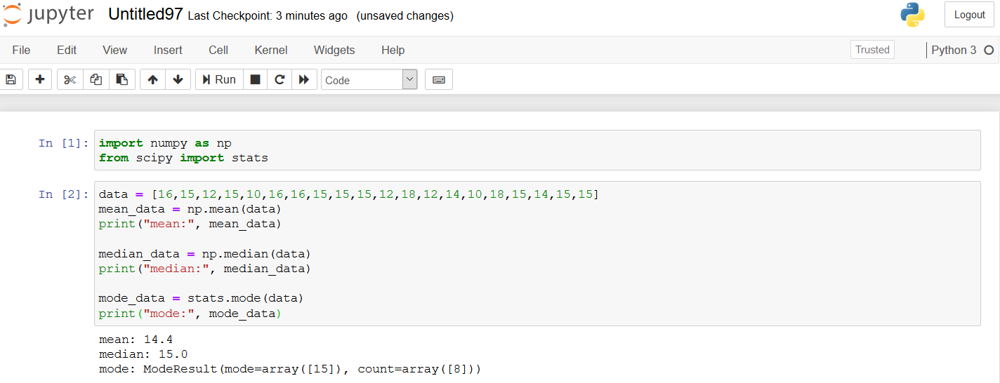 jupyter Untitled97 Last Checkpoint: 3 minutes ago (unsaved changes) Logout
File Edit View Insert Cell Kernel Widgets Help Trusted Python 3
Run Code
In [1]: import numpy as np
from scipy import stats
In [2]: data = [16,15,12,15,10,16,16,15,15,15,12,18,12,14,10,18,15,14,15,15]
mean_data = np.mean(data)
print("mean:", mean_data)
median_data = np.median(data)
print("median:", median_data)
mode_data = stats.mode(data)
print("mode:", mode_data)
mean: 14.4
median: 15.0
mode: ModeResult(mode=array([15]), count=array([8]))